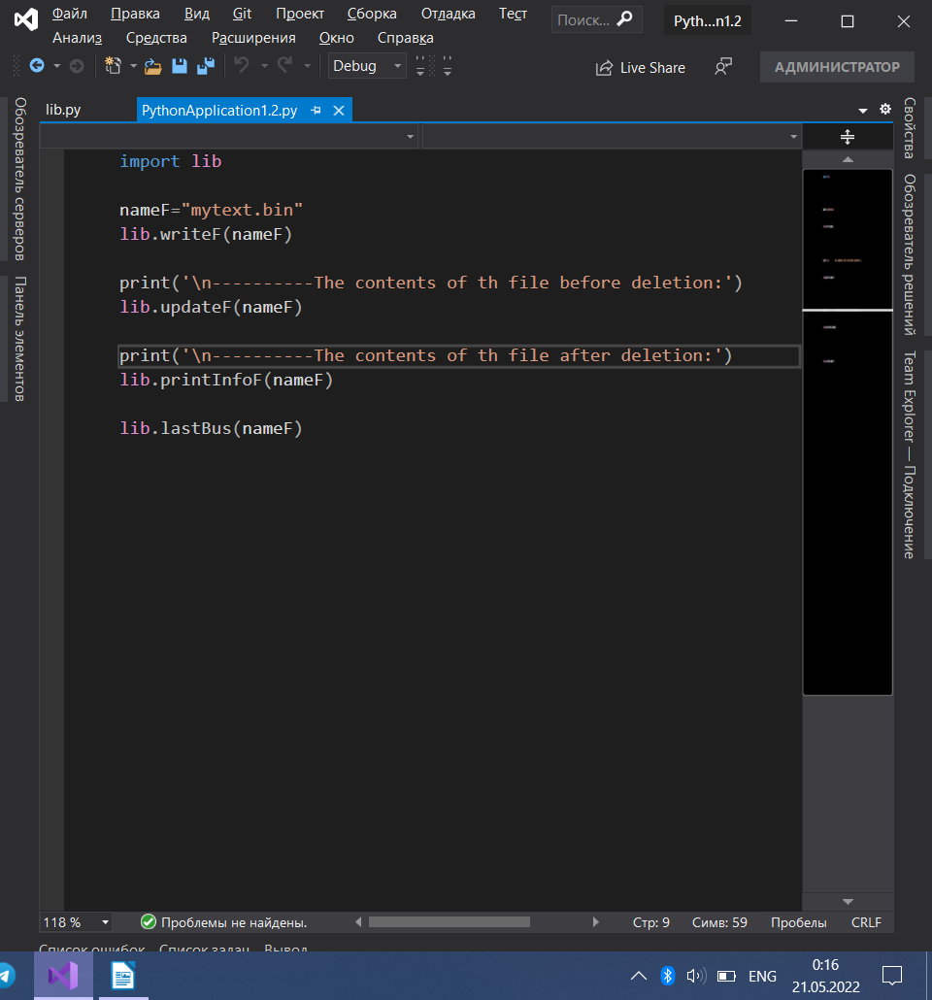 Файл Правка Вид Git Проект Сборка Отладка Тест Поиск... Pyth...n1.2
Анализ Средства Расширения Окно Справка
Debug Live Share АДМИНИСТРАТОР
lib.py PythonApplication1.2.py
Обозреватель серверов
Панель элементов
import lib
nameF="mytext.bin"
lib.writeF(nameF)
print('\n----------The contents of th file before deletion:')
lib.updateF(nameF)
print('\n----------The contents of th file after deletion:')
lib.printInfoF(nameF)
lib.lastBus(nameF)
Свойства
Обозреватель решений
Team Explorer — Подключение
118 % Проблемы не найдены. Стр: 9 Симв: 59 Пробелы CRLF
Список ошибок Список задач Вывод
ENG 0:16
21.05.2022